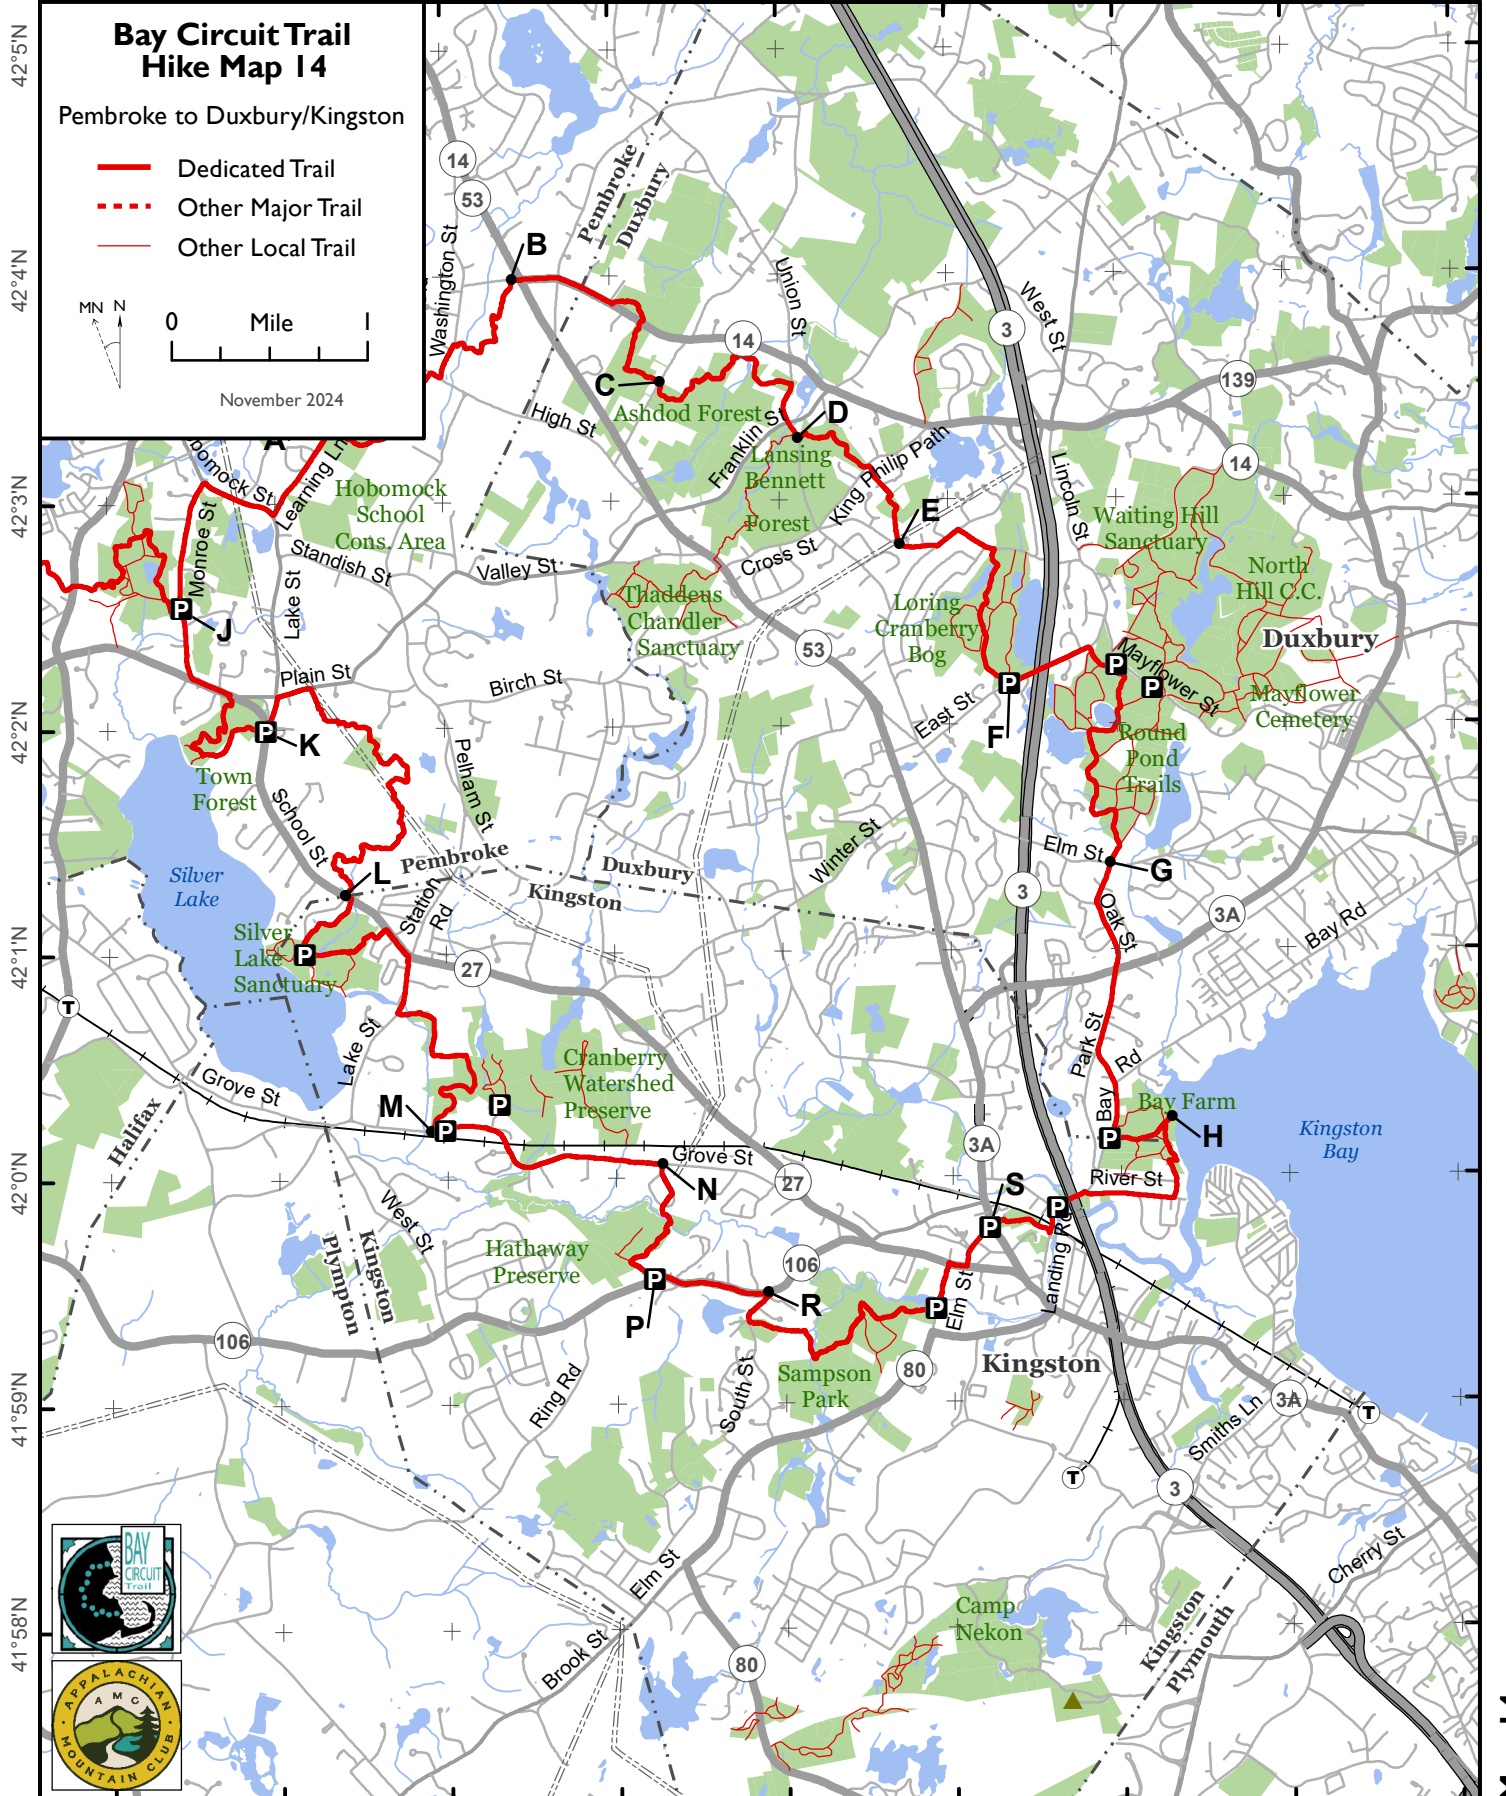 Bay Circuit Trail
Hike Map 14
Pembroke to Duxbury/Kingston
Dedicated Trail
Other Major Trail
Other Local Trail
MN N
0 Mile 1
November 2024
42°5'N
42°4'N
42°3'N
42°2'N
42°1'N
42°0'N
41°59'N
41°58'N
14
53
Pembroke
Duxbury
B
Washington St
Union St
West St
3
14
139
C
Ashdod Forest
High St
Franklin St
D
Lansing
Bennett
Forest
King Philip Path
14
Lincoln St
A
Learning Ln
Hobomock
School
Cons. Area
Monroe St
Standish St
Valley St
Cross St
E
Waiting Hill
Sanctuary
North
Hill C.C.
Lake St
Thaddeus
Chandler
Sanctuary
Loring
Cranberry
Bog
Duxbury
P
J
53
Plain St
Birch St
P
P
P
Mayflower St
Mayflower
Cemetery
East St
F
P
K
Round
Pond
Trails
Town
Forest
Pelham St
School St
Winter St
Elm St
G
Silver
Lake
L
Pembroke
Duxbury
Kingston
Station
Rd
3
Oak St
3A
Bay Rd
Silver
Lake
Sanctuary
P
27
T
Lake St
Park St
Bay
Rd
Cranberry
Watershed
Preserve
P
Grove St
Halifax
M
P
Bay Farm
P
H
Kingston
Bay
3A
Grove St
N
27
S
P
P
River St
West St
Hathaway
Preserve
Kingston
Plympton
106
P
P
R
Landing Rd
P
Elm St
106
Kingston
80
Sampson
Park
South St
Ring Rd
3A
T
Smiths Ln
T
3
BAY
CIRCUIT
Trail
Elm St
Cherry St
Camp
Nekon
Kingston
Plymouth
Brook St
80
APPALACHIAN
AMC
MOUNTAIN CLUB